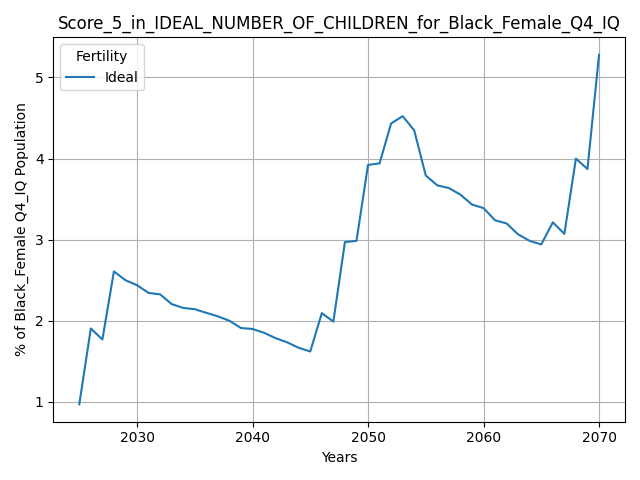 Score_5_in_IDEAL_NUMBER_OF_CHILDREN_for_Black_Female_Q4_IQ
Fertility
Ideal
% of Black_Female Q4_IQ Population
5
4
3
2
1
2030 2040 2050 2060 2070
Years